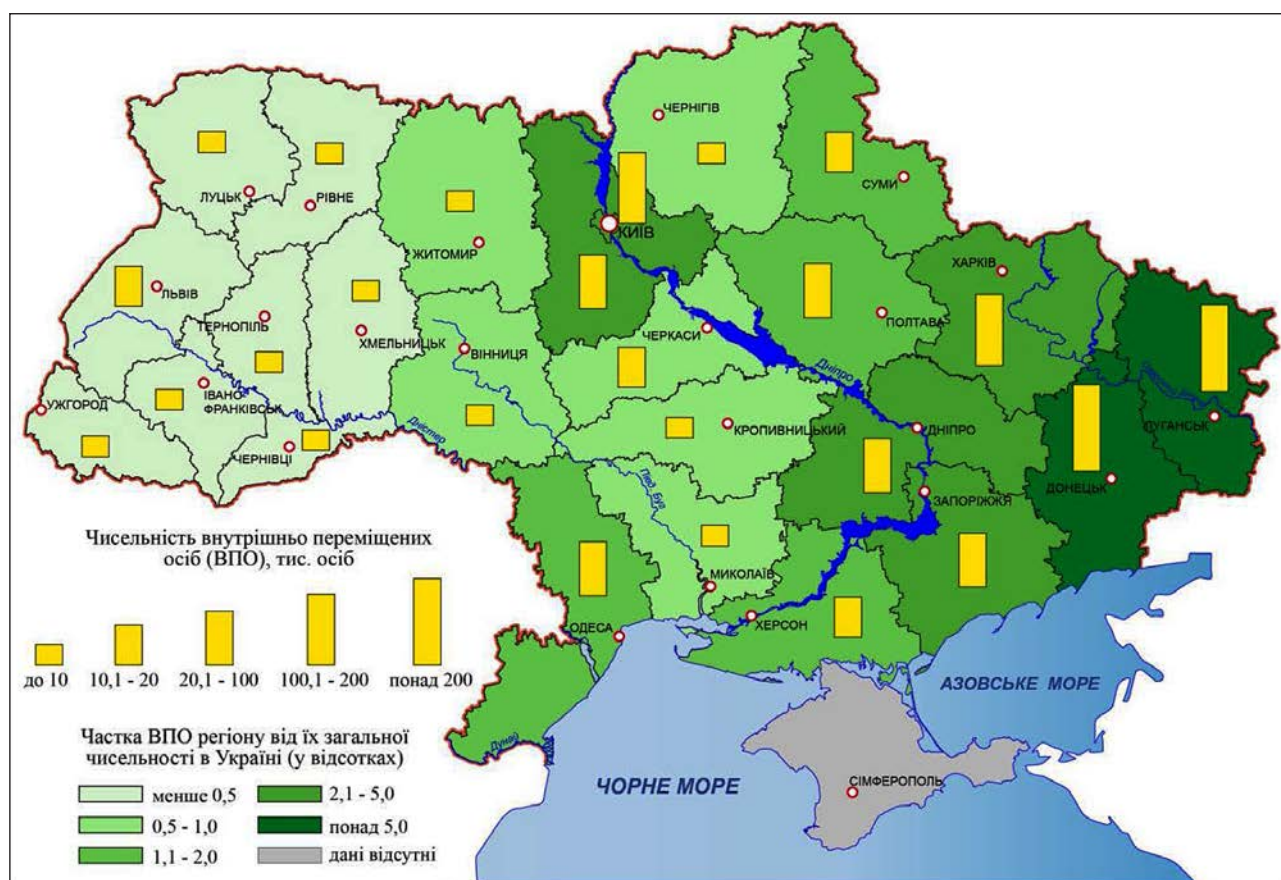 ЧЕРНІГІВ
СУМИ
ЛУЦЬК
РІВНЕ
КИЇВ
ЖИТОМИР
ХАРКІВ
ЛЬВІВ
ТЕРНОПІЛЬ
ХМЕЛЬНИЦЬК
ВІННИЦЯ
ЧЕРКАСИ
ПОЛТАВА
Дніпро
УЖГОРОД
ІВАНО
ФРАНКІВСЬК
ЧЕРНІВЦІ
Дністер
КРОПИВНИЦЬКИЙ
ДНІПРО
ЛУГАНСЬК
ДОНЕЦЬК
ЗАПОРІЖЖЯ
Півд. Буг
МИКОЛАЇВ
ХЕРСОН
ОДЕСА
Дунай
АЗОВСЬКЕ МОРЕ
ЧОРНЕ МОРЕ
СІМФЕРОПОЛЬ
Чисельність внутрішньо переміщених
осіб (ВПО), тис. осіб
до 10 10,1 - 20 20,1 - 100 100,1 - 200 понад 200
Частка ВПО регіону від їх загальної
чисельності в Україні (у відсотках)
менше 0,5
0,5 - 1,0
1,1 - 2,0
2,1 - 5,0
понад 5,0
дані відсутні